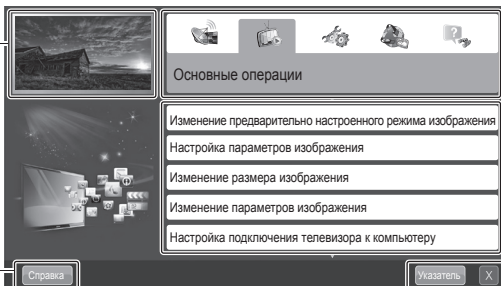 Основные операции
Изменение предварительно настроенного режима изображения
Настройка параметров изображения
Изменение размера изображения
Изменение параметров изображения
Настройка подключения телевизора к компьютеру
Справка
Указатель
X